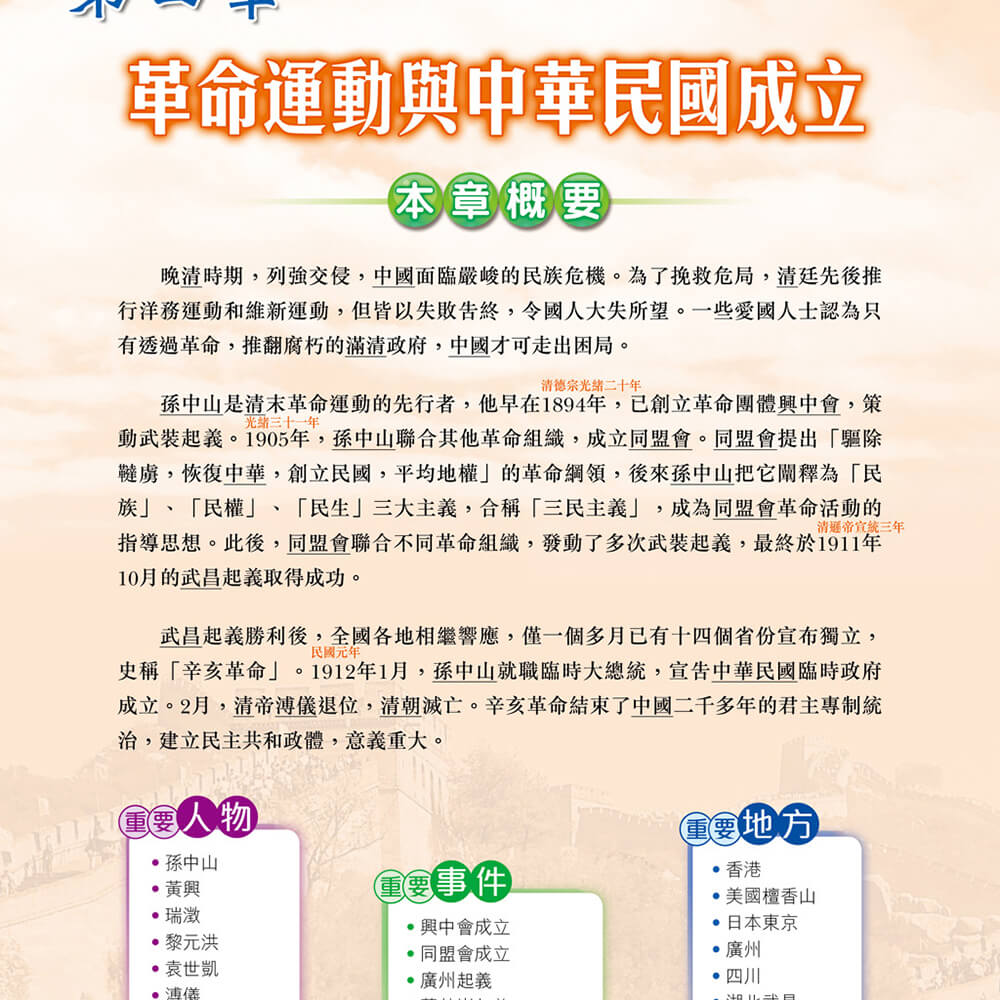 革命運動與中華民國成立
本章概要
晚清時期，列強交侵，中國面臨嚴峻的民族危機。為了挽救危局，清廷先後推
行洋務運動和維新運動，但皆以失敗告終，令國人大失所望。一些愛國人士認為只
有透過革命，推翻腐朽的滿清政府，中國才可走出困局。
清德宗光緒二十年
孫中山是清末革命運動的先行者，他早在1894年，已創立革命團體興中會，策
光緒三十一年
動武裝起義。1905年，孫中山聯合其他革命組織，成立同盟會。同盟會提出「驅除
韃虜，恢復中華，創立民國，平均地權」的革命綱領，後來孫中山把它闡釋為「民
族」、「民權」、「民生」三大主義，合稱「三民主義」，成為同盟會革命活動的
清遜帝宣統三年
指導思想。此後，同盟會聯合不同革命組織，發動了多次武裝起義，最終於1911年
10月的武昌起義取得成功。
武昌起義勝利後，全國各地相繼響應，僅一個多月已有十四個省份宣布獨立，
民國元年
史稱「辛亥革命」。1912年1月，孫中山就職臨時大總統，宣告中華民國臨時政府
成立。2月，清帝溥儀退位，清朝滅亡。辛亥革命結束了中國二千多年的君主專制統
治，建立民主共和政體，意義重大。
重要人物
• 孫中山
• 黃興
• 瑞澂
• 黎元洪
• 袁世凱
• 溥儀
重要事件
• 興中會成立
• 同盟會成立
• 廣州起義
重要地方
• 香港
• 美國檀香山
• 日本東京
• 廣州
• 四川